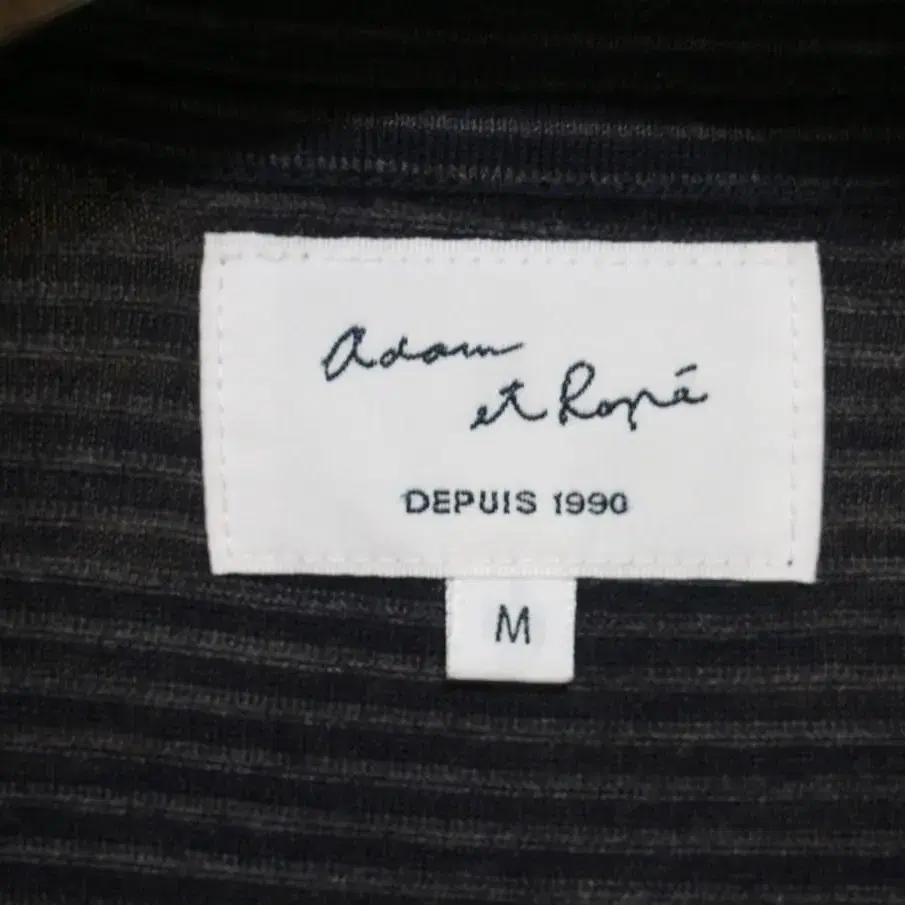 Adam
et Ropé
DEPUIS 1990
M